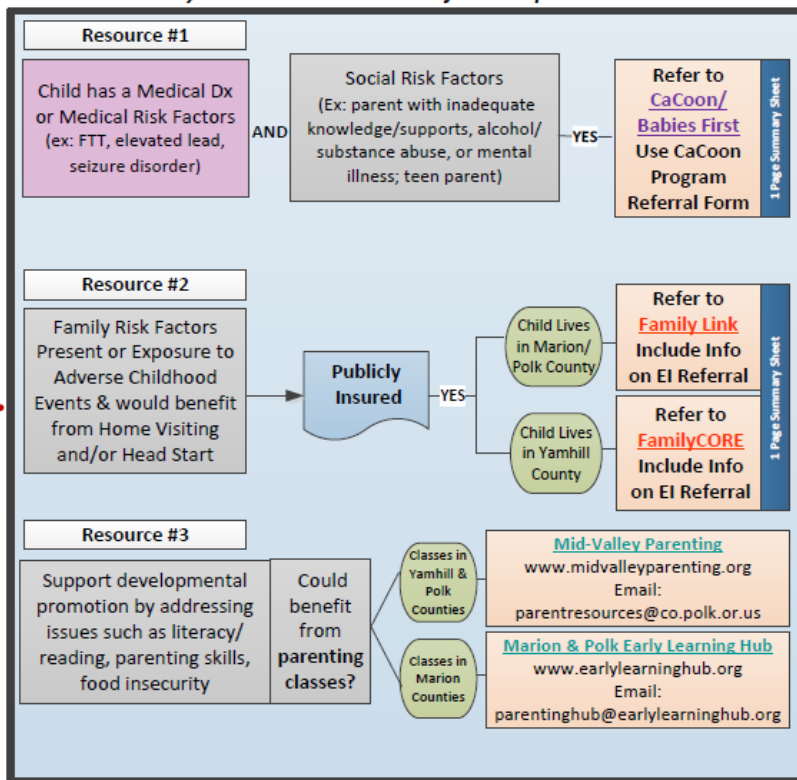 Resource #1
Child has a Medical Dx
or Medical Risk Factors
(ex: FTT, elevated lead,
seizure disorder)
AND
Social Risk Factors
(Ex: parent with inadequate
knowledge/supports, alcohol/
substance abuse, or mental
illness; teen parent)
YES
Refer to
CaCoon/
Babies First
Use CaCoon
Program
Referral Form
1 Page Summary Sheet
Resource #2
Family Risk Factors
Present or Exposure to
Adverse Childhood
Events & would benefit
from Home Visiting
and/or Head Start
Publicly
Insured
YES
Child Lives
in Marion/
Polk County
Refer to
Family Link
Include Info
on EI Referral
Child Lives
in Yamhill
County
Refer to
FamilyCORE
Include Info
on EI Referral
1 Page Summary Sheet
Resource #3
Support developmental
promotion by addressing
issues such as literacy/
reading, parenting skills,
food insecurity
Could
benefit
from
parenting
classes?
Classes in
Yamhill &
Polk
Counties
Mid-Valley Parenting
www.midvalleyparenting.org
Email:
parentresources@co.polk.or.us
Classes in
Marion
Counties
Marion & Polk Early Learning Hub
www.earlylearninghub.org
Email:
parentinghub@earlylearninghub.org